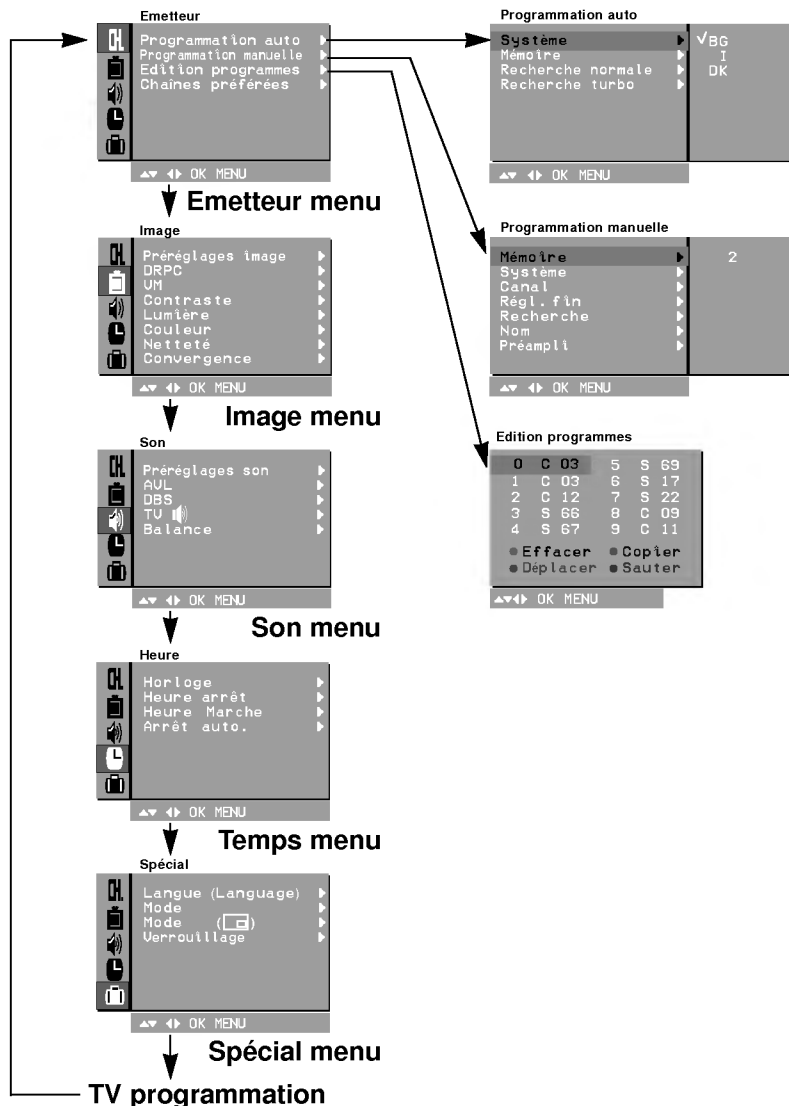 Emetteur
CH.
Programmation auto
Programmation manuelle
Edition programmes
Chaînes préférées
OK MENU
Emetteur menu
Programmation auto
Système
Mémoire
Recherche normale
Recherche turbo
√BG
I
DK
OK MENU
Image
CH.
Préréglages image
DRPC
VM
Contraste
Lumière
Couleur
Netteté
Convergence
OK MENU
Image menu
Programmation manuelle
Mémoire
Système
Canal
Régl.fin
Recherche
Nom
Préampli
2
OK MENU
Son
CH.
Préréglages son
AVL
DBS
TV
Balance
OK MENU
Son menu
Edition programmes
0 C 03 5 S 69
1 C 03 6 S 17
2 C 12 7 S 22
3 S 66 8 C 09
4 S 67 9 C 11
Effacer Copier
Déplacer Sauter
OK MENU
Heure
CH.
Horloge
Heure arrêt
Heure Marche
Arrêt auto.
OK MENU
Temps menu
Spécial
CH.
Langue (Language)
Mode
Mode ( )
Verrouillage
OK MENU
Spécial menu
TV programmation